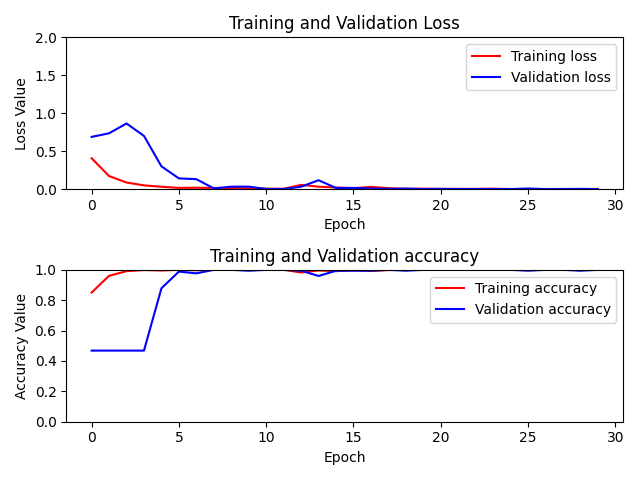 Training and Validation Loss
2.0
1.5
1.0
0.5
0.0
Loss Value
Training loss
Validation loss
0 5 10 15 20 25 30
Epoch
Training and Validation accuracy
1.0
0.8
0.6
0.4
0.2
0.0
Accuracy Value
Training accuracy
Validation accuracy
0 5 10 15 20 25 30
Epoch